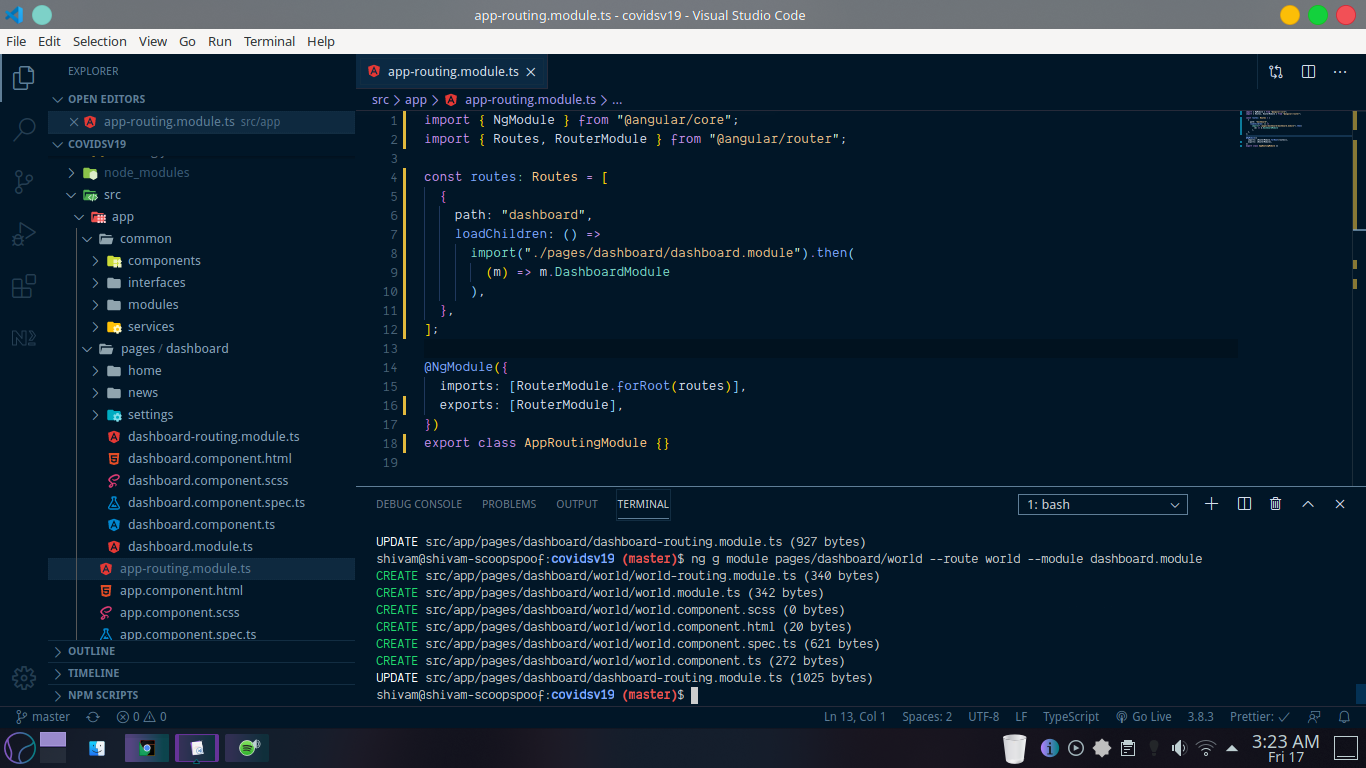 app-routing.module.ts - covidsv19 - Visual Studio Code
File Edit Selection View Go Run Terminal Help
EXPLORER
OPEN EDITORS
app-routing.module.ts src/app
COVIDSV19
node_modules
src
app
common
components
interfaces
modules
services
pages / dashboard
home
news
settings
dashboard-routing.module.ts
dashboard.component.html
dashboard.component.scss
dashboard.component.spec.ts
dashboard.component.ts
dashboard.module.ts
app-routing.module.ts
app.component.html
app.component.scss
app.component.spec.ts
OUTLINE
TIMELINE
NPM SCRIPTS
app-routing.module.ts
src > app > app-routing.module.ts > ...
1 import { NgModule } from "@angular/core";
2 import { Routes, RouterModule } from "@angular/router";
3
4 const routes: Routes = [
5 {
6 path: "dashboard",
7 loadChildren: () =>
8 import("./pages/dashboard/dashboard.module").then(
9 (m) => m.DashboardModule
10 ),
11 },
12 ];
13
14 @NgModule({
15 imports: [RouterModule.forRoot(routes)],
16 exports: [RouterModule],
17 })
18 export class AppRoutingModule {}
19
DEBUG CONSOLE PROBLEMS OUTPUT TERMINAL 1: bash
UPDATE src/app/pages/dashboard/dashboard-routing.module.ts (927 bytes)
shivam@shivam-scoopspoof:covidsv19 (master)$ ng g module pages/dashboard/world --route world --module dashboard.module
CREATE src/app/pages/dashboard/world/world-routing.module.ts (340 bytes)
CREATE src/app/pages/dashboard/world/world.module.ts (342 bytes)
CREATE src/app/pages/dashboard/world/world.component.scss (0 bytes)
CREATE src/app/pages/dashboard/world/world.component.html (20 bytes)
CREATE src/app/pages/dashboard/world/world.component.spec.ts (621 bytes)
CREATE src/app/pages/dashboard/world/world.component.ts (272 bytes)
UPDATE src/app/pages/dashboard/dashboard-routing.module.ts (1025 bytes)
shivam@shivam-scoopspoof:covidsv19 (master)$
master 0 0 Ln 13, Col 1 Spaces: 2 UTF-8 LF TypeScript Go Live 3.8.3 Prettier: ✓
3:23 AM
Fri 17